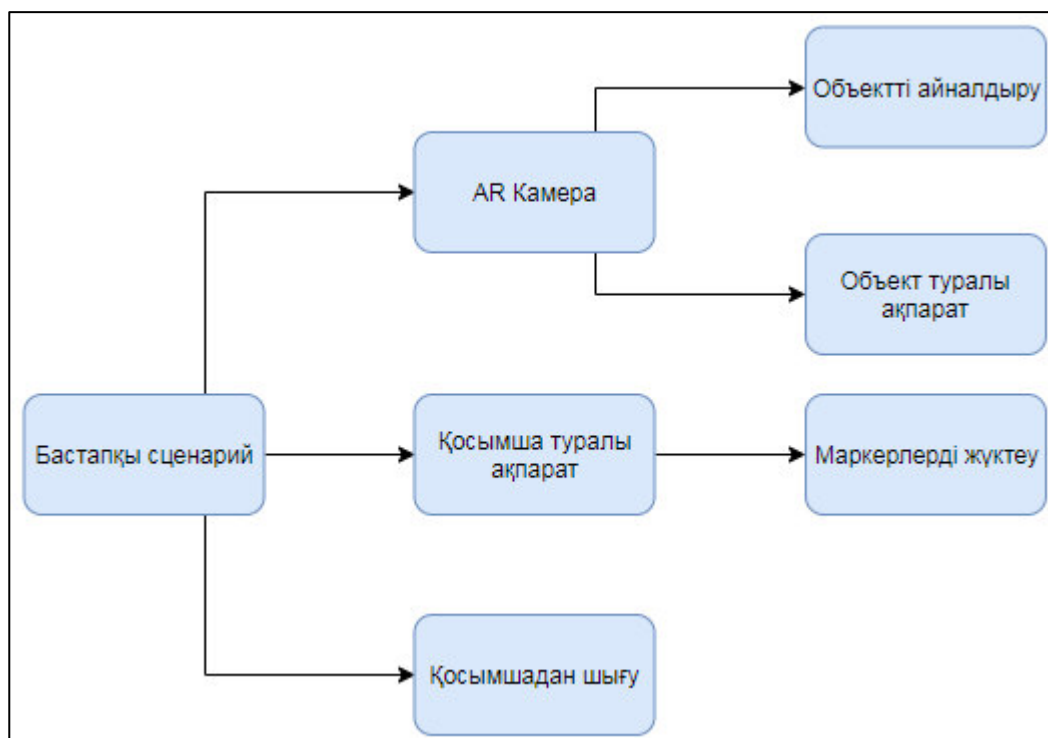 Объектті айналдыру
AR Камера
Объект туралы
ақпарат
Бастапқы сценарий
Қосымша туралы
ақпарат
Маркерлерді жүктеу
Қосымшадан шығу